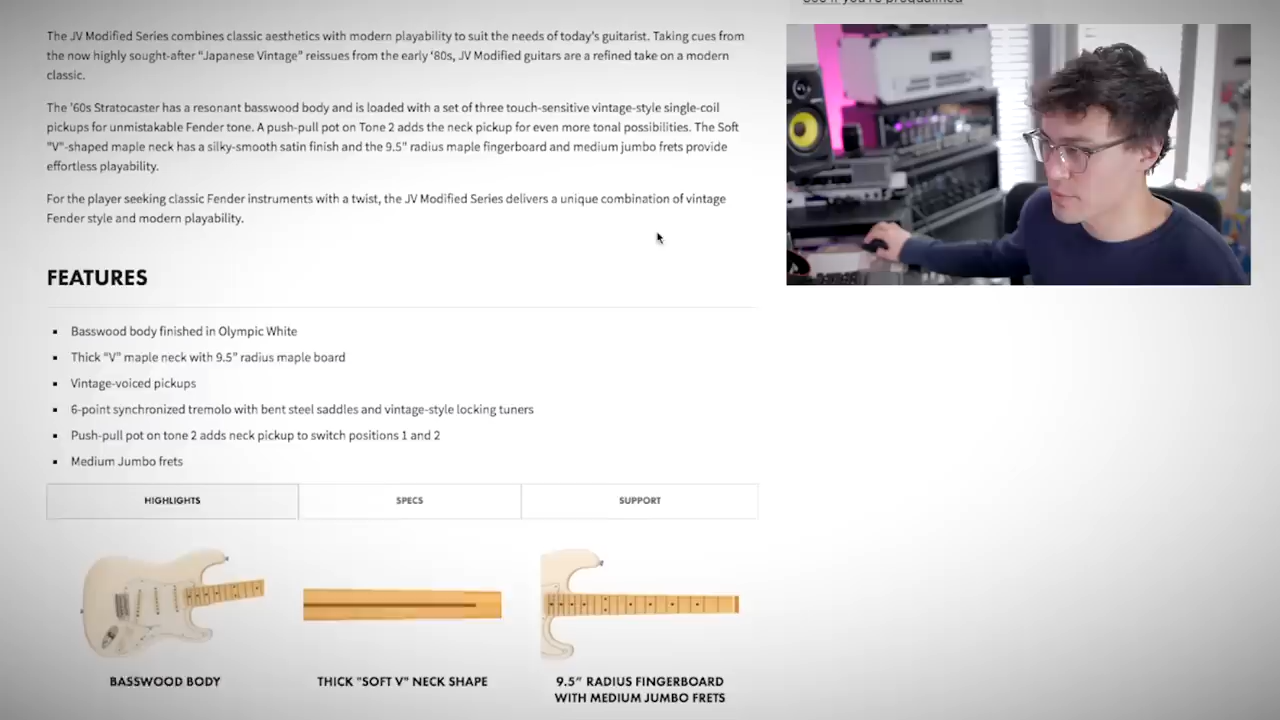 See if you're prequalified
The JV Modified Series combines classic aesthetics with modern playability to suit the needs of today's guitarist. Taking cues from
the now highly sought-after “Japanese Vintage” reissues from the early ‘80s, JV Modified guitars are a refined take on a modern
classic.
The '60s Stratocaster has a resonant basswood body and is loaded with a set of three touch-sensitive vintage-style single-coil
pickups for unmistakable Fender tone. A push-pull pot on Tone 2 adds the neck pickup for even more tonal possibilities. The Soft
"V"-shaped maple neck has a silky-smooth satin finish and the 9.5" radius maple fingerboard and medium jumbo frets provide
effortless playability.
For the player seeking classic Fender instruments with a twist, the JV Modified Series delivers a unique combination of vintage
Fender style and modern playability.
FEATURES
Basswood body finished in Olympic White
Thick “V” maple neck with 9.5” radius maple board
Vintage-voiced pickups
6-point synchronized tremolo with bent steel saddles and vintage-style locking tuners
Push-pull pot on tone 2 adds neck pickup to switch positions 1 and 2
Medium Jumbo frets
HIGHLIGHTS SPECS SUPPORT
BASSWOOD BODY THICK "SOFT V" NECK SHAPE 9.5” RADIUS FINGERBOARD
WITH MEDIUM JUMBO FRETS